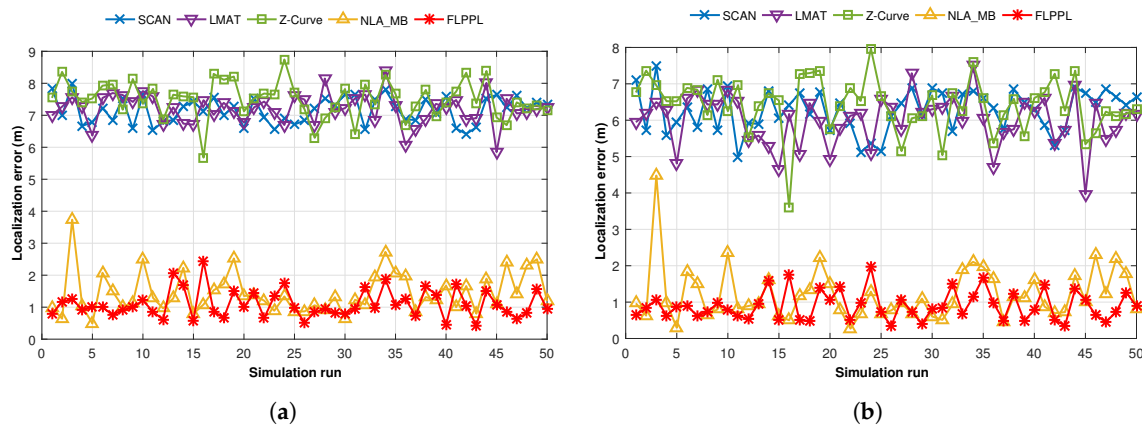 SCAN LMAT Z-Curve NLA_MB FLPPL
9
8
7
6
5
4
3
2
1
0
Localization error (m)
0 5 10 15 20 25 30 35 40 45 50
Simulation run
(a)
SCAN LMAT Z-Curve NLA_MB FLPPL
8
7
6
5
4
3
2
1
0
Localization error (m)
0 5 10 15 20 25 30 35 40 45 50
Simulation run
(b)